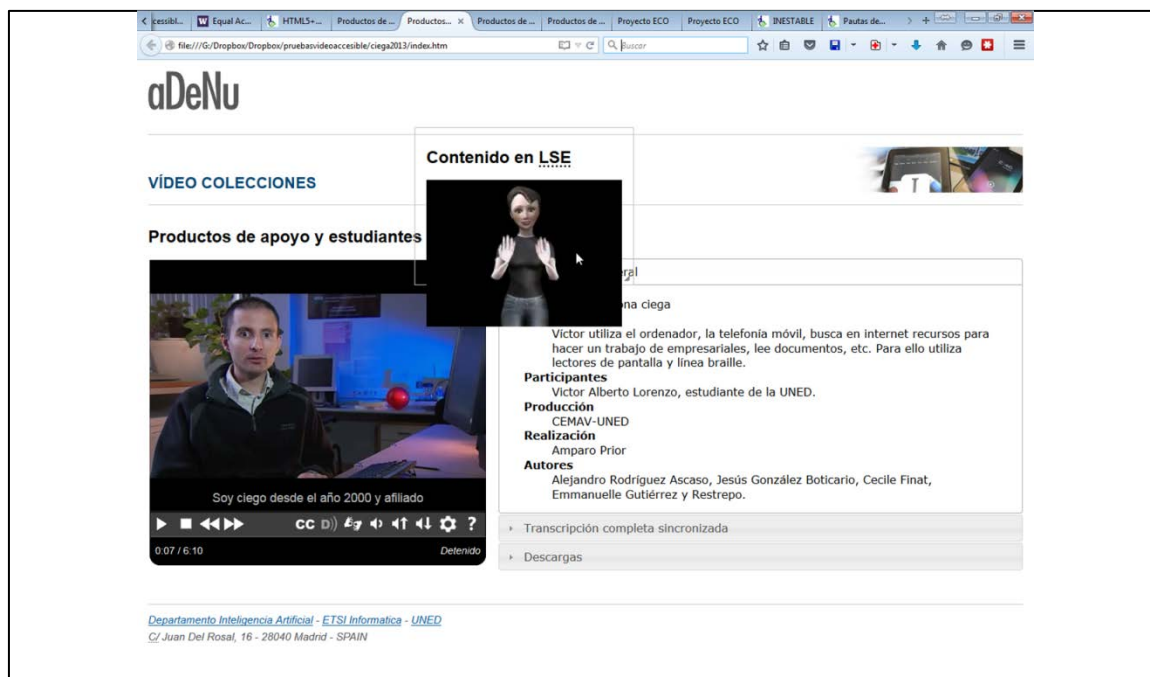 cessibl...
Equal Ac...
HTML5+...
Productos de ...
Productos...
Productos de ...
Productos de ...
Proyecto ECO
Proyecto ECO
INESTABLE
Pautas de...
file:///G:/Dropbox/Dropbox/pruebasvideoaccesible/ciega2013/index.htm
Buscar
aDeNu
Contenido en LSE
VÍDEO COLECCIONES
Productos de apoyo y estudiantes
eral
na ciega
Víctor utiliza el ordenador, la telefonía móvil, busca en internet recursos para
hacer un trabajo de empresariales, lee documentos, etc. Para ello utiliza
lectores de pantalla y línea braille.
Participantes
Victor Alberto Lorenzo, estudiante de la UNED.
Producción
CEMAV-UNED
Realización
Amparo Prior
Autores
Alejandro Rodríguez Ascaso, Jesús González Boticario, Cecile Finat,
Emmanuelle Gutiérrez y Restrepo.
Soy ciego desde el año 2000 y afiliado
CC D)) ?
0:07 / 6:10 Detenido
Transcripción completa sincronizada
Descargas
Departamento Inteligencia Artificial - ETSI Informatica - UNED
C/ Juan Del Rosal, 16 - 28040 Madrid - SPAIN